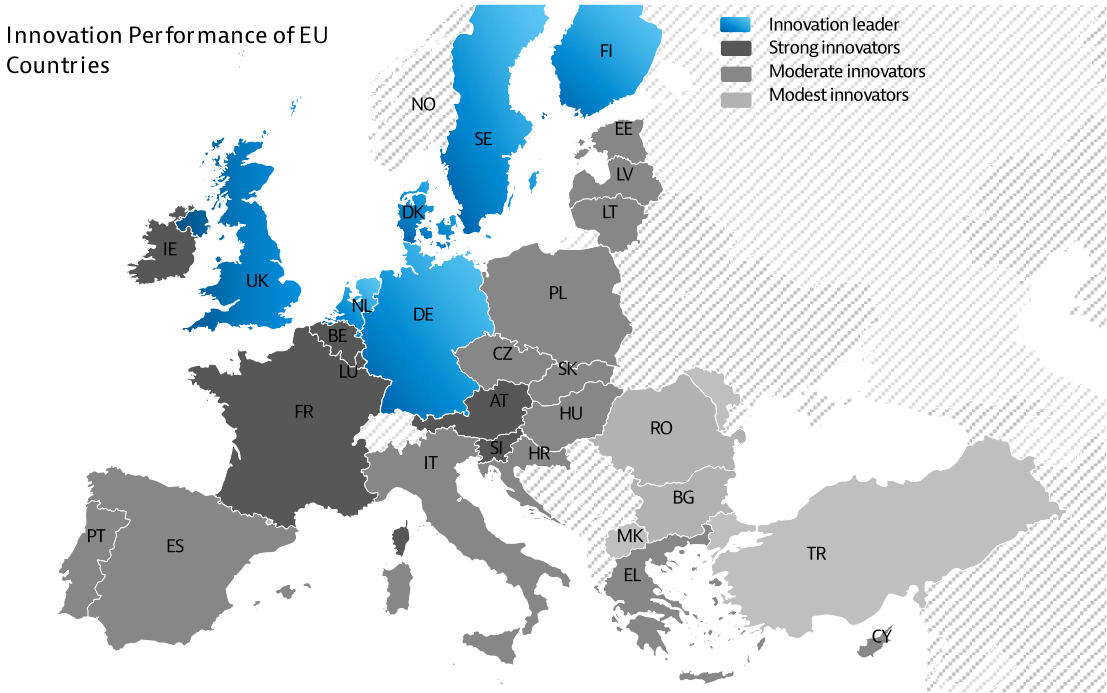 Innovation Performance of EU
Countries
Innovation leader
Strong innovators
Moderate innovators
Modest innovators
FI
NO
EE
SE
LV
DK
LT
IE
UK
PL
NL
DE
BE
CZ
LU
SK
AT
FR
HU
RO
SI
HR
IT
BG
PT
MK
ES
TR
EL
CY